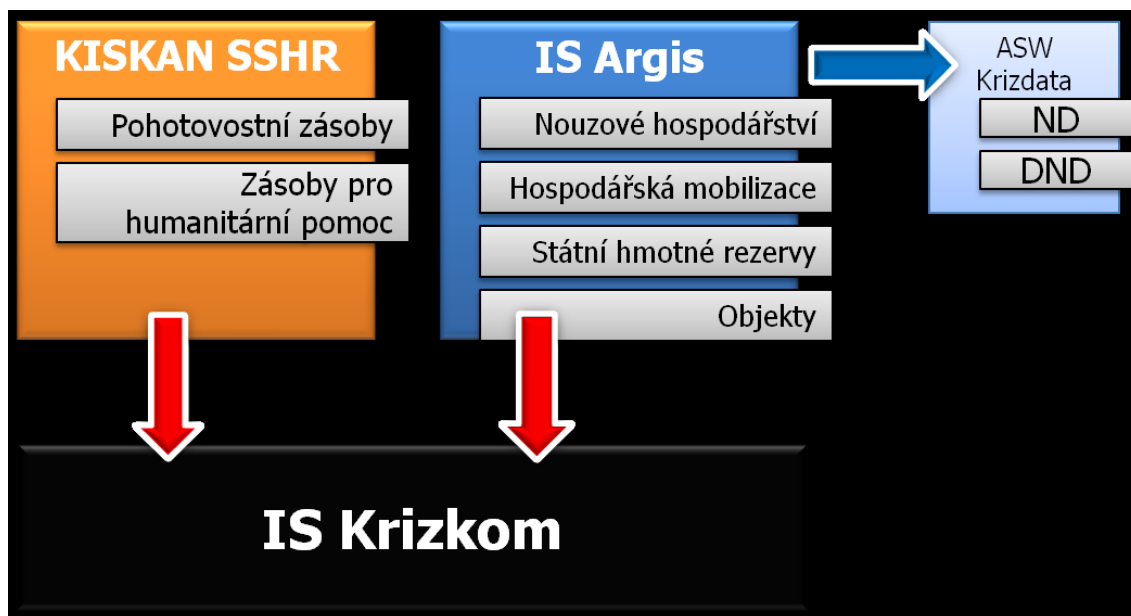 KISKAN SSHR
Pohotovostní zásoby
Zásoby pro
humanitární pomoc
IS Argis
Nouzové hospodářství
Hospodářská mobilizace
Státní hmotné rezervy
Objekty
ASW
Krizdata
ND
DND
IS Krizkom